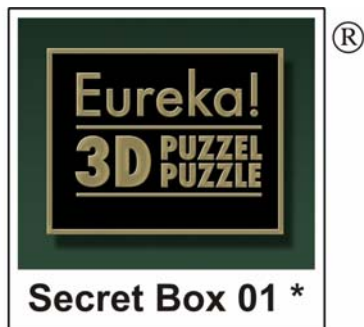 Eureka!
®
3D PUZZEL
PUZZLE
Secret Box 01 *